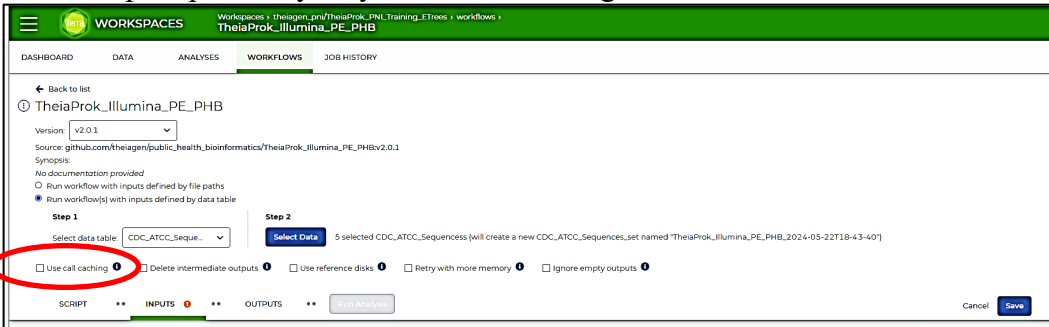 terra WORKSPACES
Workspaces › theiagen_pni/TheiaProk_PNI_Training_ETrees › workflows ›
TheiaProk_Illumina_PE_PHB
DASHBOARD DATA ANALYSES WORKFLOWS JOB HISTORY
Back to list
TheiaProk_Illumina_PE_PHB
Version: v2.0.1
Source: github.com/theiagen/public_health_bioinformatics/TheiaProk_Illumina_PE_PHB:v2.0.1
Synopsis:
No documentation provided
Run workflow with inputs defined by file paths
Run workflow(s) with inputs defined by data table
Step 1 Step 2
Select data table: CDC_ATCC_Seque... Select Data 5 selected CDC_ATCC_Sequencess (will create a new CDC_ATCC_Sequences_set named "TheiaProk_Illumina_PE_PHB_2024-05-22T18-43-40")
Use call caching Delete intermediate outputs Use reference disks Retry with more memory Ignore empty outputs
SCRIPT •• INPUTS •• OUTPUTS •• Run Analysis Cancel Save